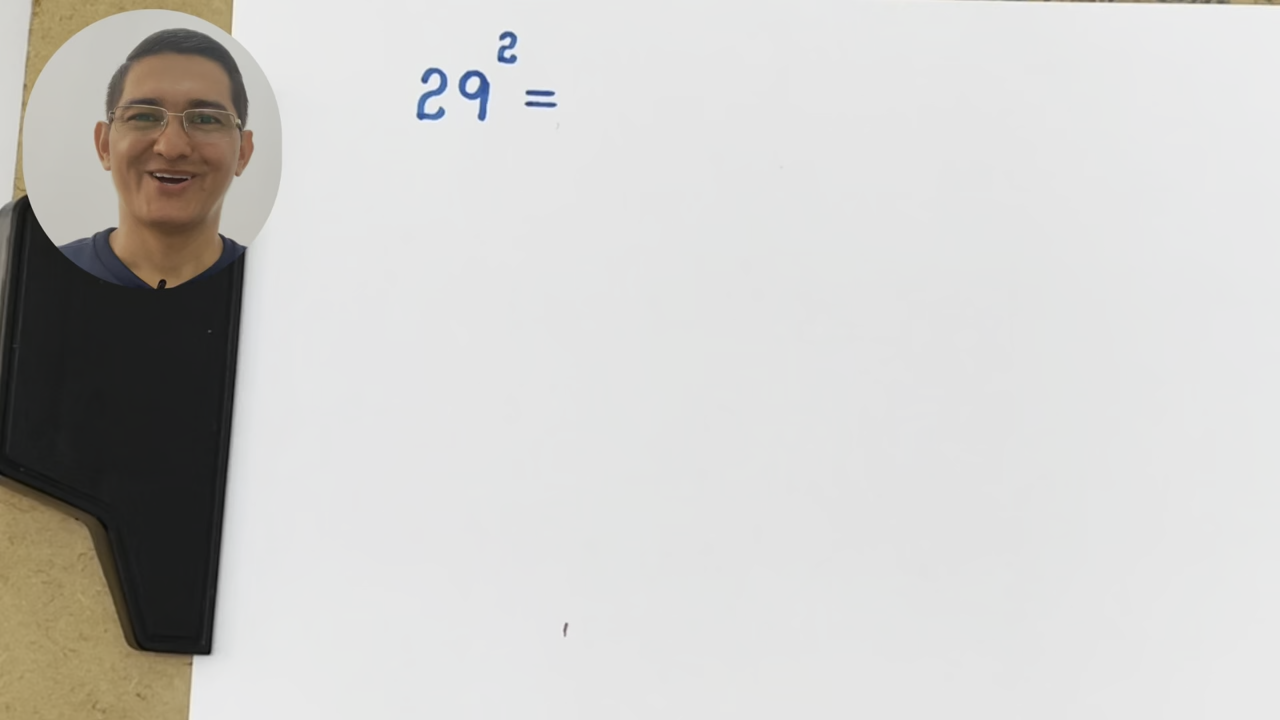 29² =